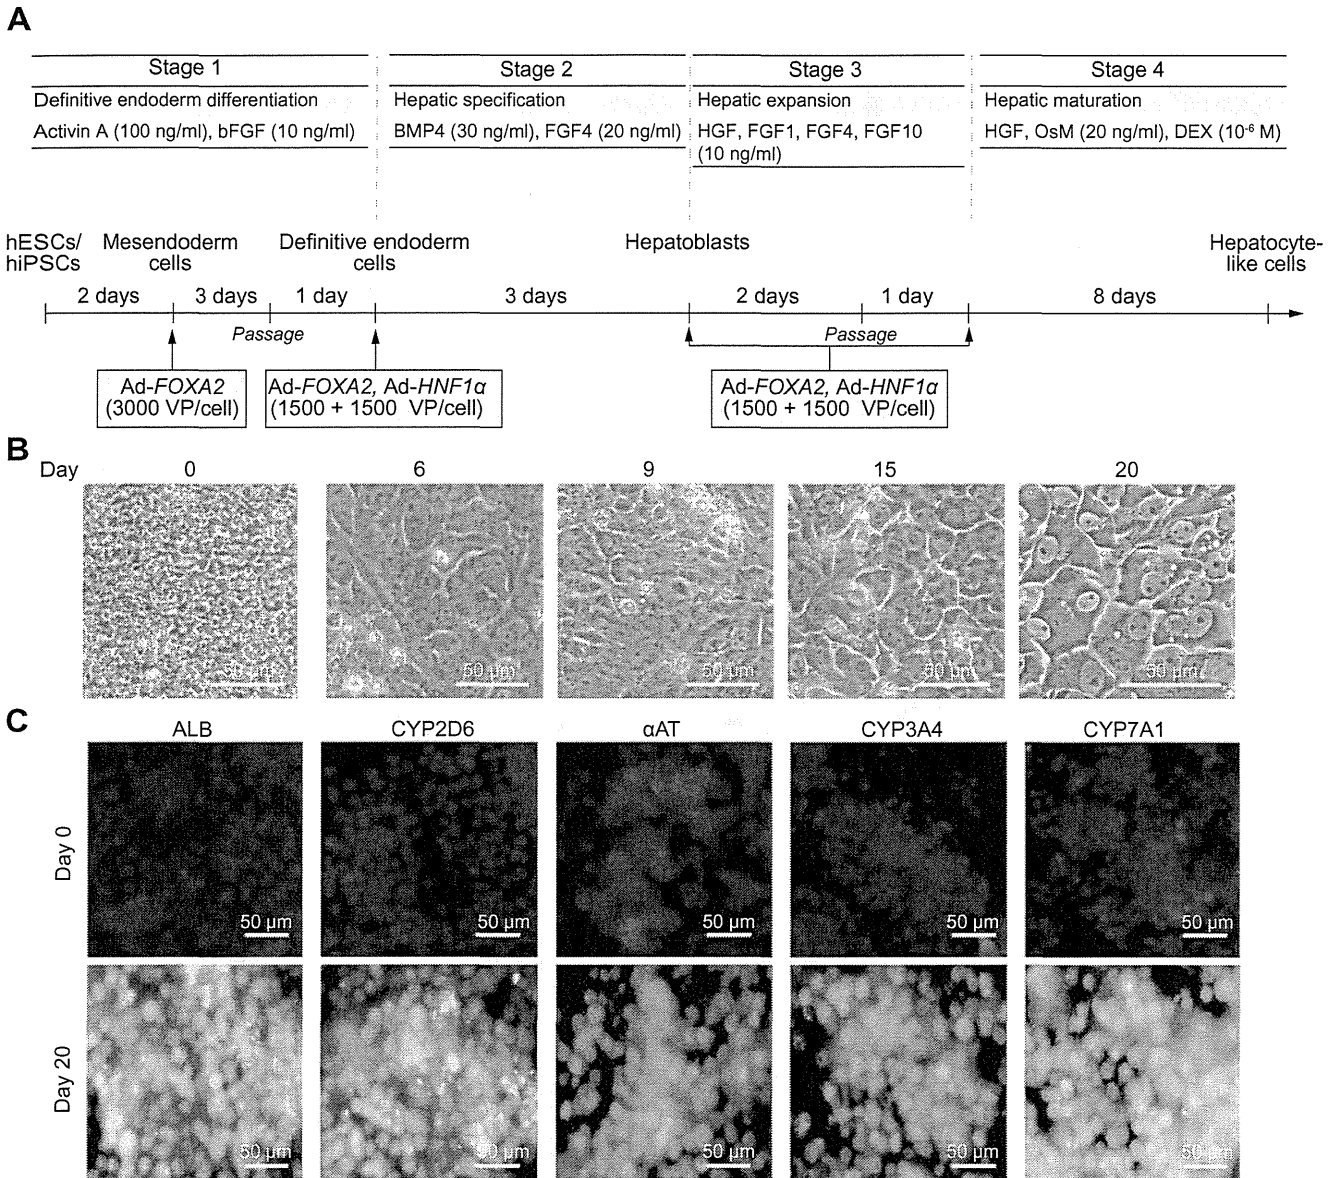 A
Stage 1
Stage 2
Stage 3
Stage 4
Definitive endoderm differentiation
Hepatic specification
Hepatic expansion
Hepatic maturation
Activin A (100 ng/ml), bFGF (10 ng/ml)
BMP4 (30 ng/ml), FGF4 (20 ng/ml)
HGF, FGF1, FGF4, FGF10
(10 ng/ml)
HGF, OsM (20 ng/ml), DEX (10⁻⁶ M)
hESCs/
hiPSCs
Mesendoderm
cells
Definitive endoderm
cells
Hepatoblasts
Hepatocyte-
like cells
2 days
3 days
1 day
3 days
2 days
1 day
8 days
Passage
Passage
Ad-FOXA2
(3000 VP/cell)
Ad-FOXA2, Ad-HNF1α
(1500 + 1500 VP/cell)
Ad-FOXA2, Ad-HNF1α
(1500 + 1500 VP/cell)
B
Day
0
6
9
15
20
50 µm
50 µm
50 µm
50 µm
50 µm
C
ALB
CYP2D6
αAT
CYP3A4
CYP7A1
Day 0
50 µm
50 µm
50 µm
50 µm
50 µm
Day 20
50 µm
50 µm
50 µm
50 µm
50 µm